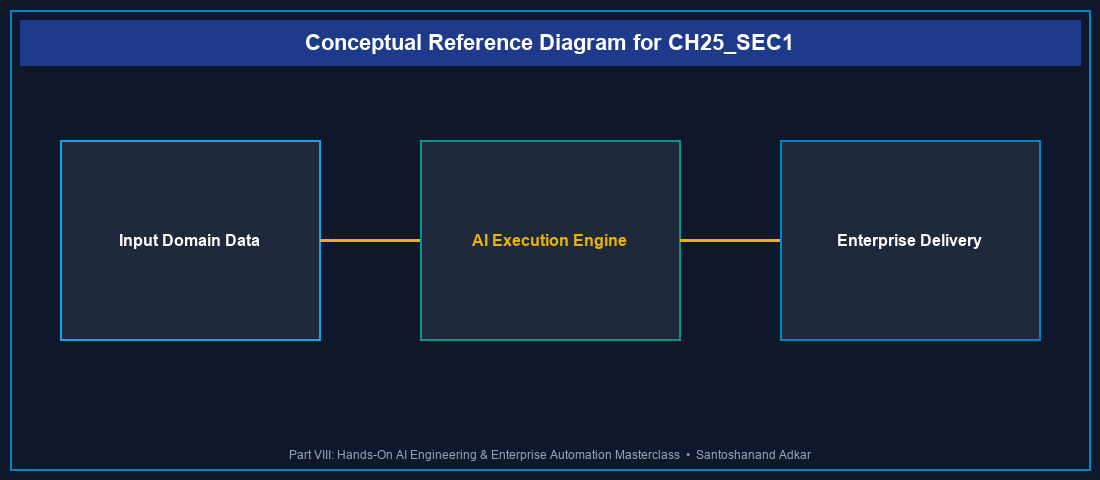 Conceptual Reference Diagram for CH25_SEC1
Input Domain Data
AI Execution Engine
Enterprise Delivery
Part VIII: Hands-On AI Engineering & Enterprise Automation Masterclass • Santoshanand Adkar